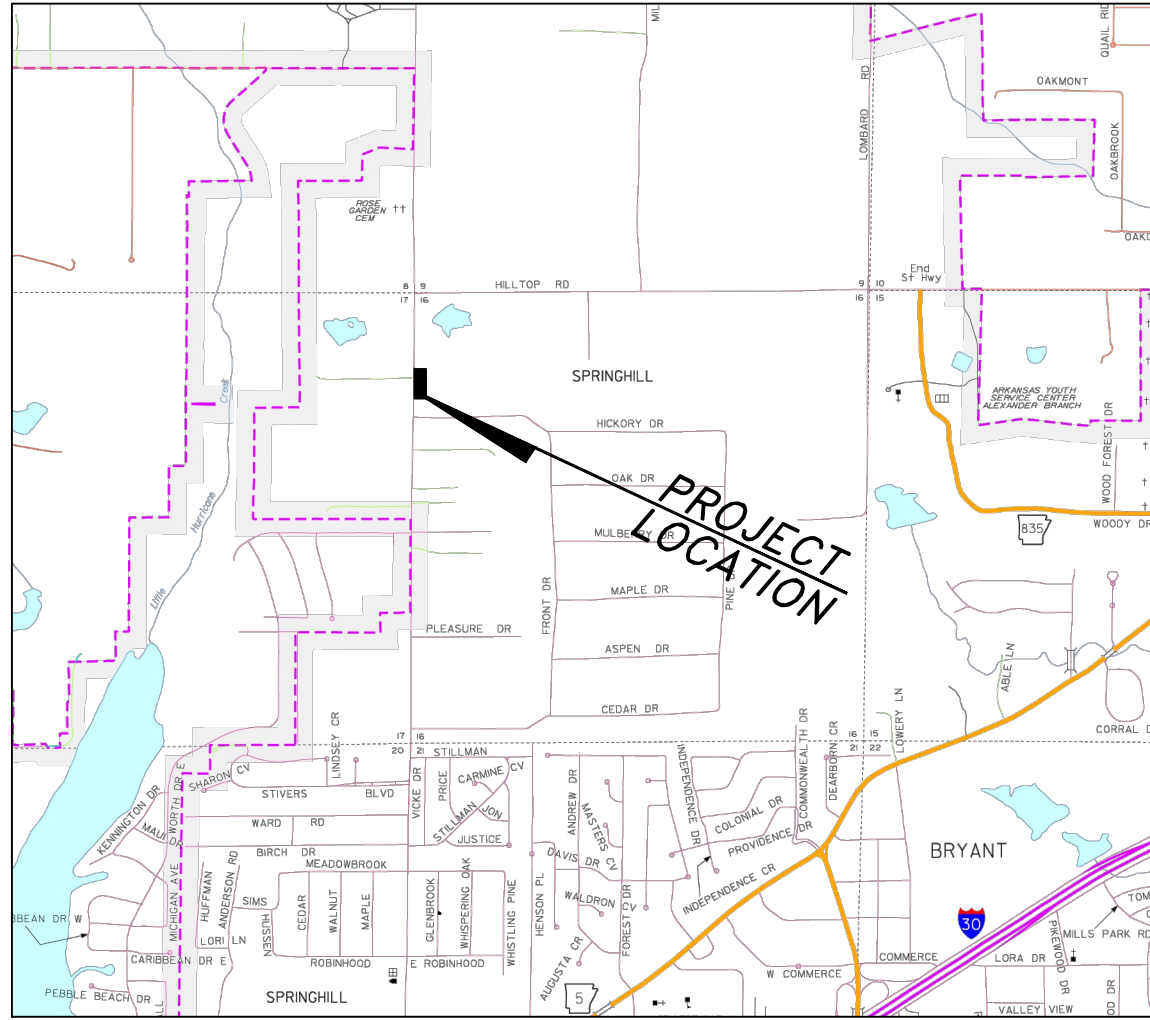 MIL
QUAIL RID
RD
LOMBARD
OAKMONT
OAKBROOK
OAKD
ROSE
GARDEN
CEM
††
End
St Hwy
8 9
17 16
HILLTOP RD
9 10
16 15
SPRINGHILL
ARKANSAS YOUTH
SERVICE CENTER
ALEXANDER BRANCH
WOOD FOREST DR
WOODY DR
835
HICKORY DR
OAK DR
MULBERRY DR
MAPLE DR
ASPEN DR
CEDAR DR
FRONT DR
PLEASURE DR
PROJECT
LOCATION
Little
Hurricane
Creek
ABLE LN
LOWERY LN
CORRAL D
17 16
20 21
16 15
21 22
STILLMAN
LINDSEY CR
VICKE DR
PRICE
CARMINE CV
STILLMAN
JON
JUSTICE
SHARON CV
STIVERS BLVD
WARD RD
BIRCH DR
MEADOWBROOK
KENNINGTON DR
MAUI DR
WORTH DR E
MICHIGAN AVE
HUFFMAN
ANDERSON RD
SIMS
HUSSEN
CEDAR
WALNUT
MAPLE
GLENBROOK
WHISPERING OAK
WHISTLING PINE
HENSON PL
LORI LN
ROBINHOOD
E ROBINHOOD
BBEAN DR W
CARIBBEAN DR E
PEBBLE BEACH DR
ALL
SPRINGHILL
ANDREW DR
MASTERS CV
DAVIS DR
WALDRON CV
FOREST DR
AUGUSTA CR
INDEPENDENCE DR
COLONIAL DR
PROVIDENCE DR
INDEPENDENCE CR
COMMONWEALTH DR
DEARBORN CR
BRYANT
30
5
W COMMERCE
COMMERCE
LORA DR
PIKEWOOD DR
MILLS PARK RD
TOM
VALLEY VIEW
OD DR